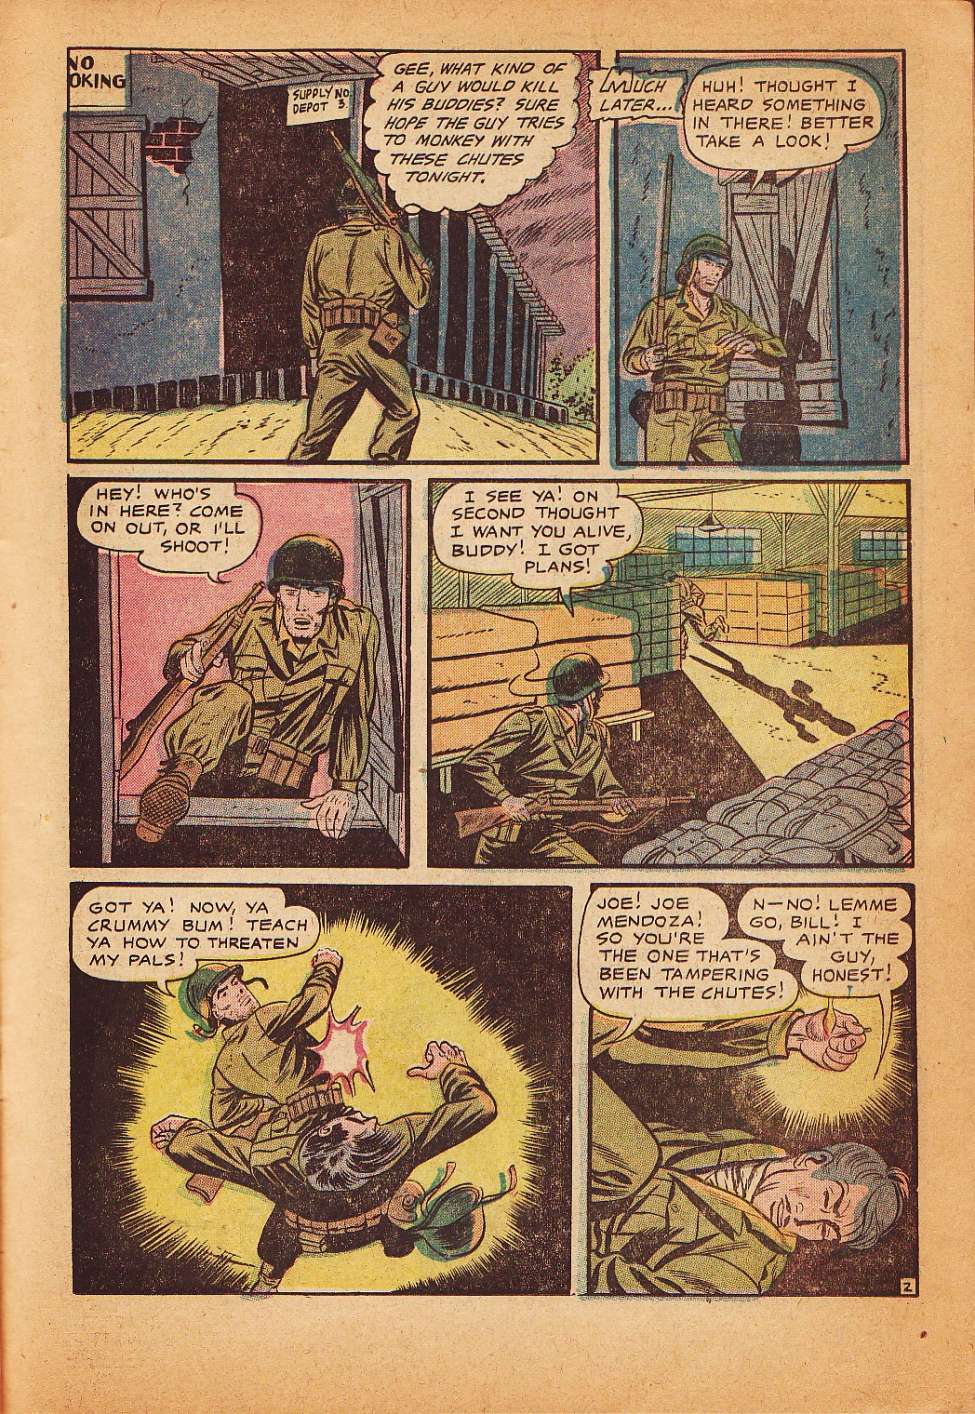 NO
OKING
SUPPLY NO.
DEPOT 3.
GEE, WHAT KIND OF
A GUY WOULD KILL
HIS BUDDIES? SURE
HOPE THE GUY TRIES
TO MONKEY WITH
THESE CHUTES
TONIGHT.
MUCH
LATER...
HUH! THOUGHT I
HEARD SOMETHING
IN THERE! BETTER
TAKE A LOOK!
HEY! WHO'S
IN HERE? COME
ON OUT, OR I'LL
SHOOT!
I SEE YA! ON
SECOND THOUGHT
I WANT YOU ALIVE,
BUDDY! I GOT
PLANS!
GOT YA! NOW, YA
CRUMMY BUM! TEACH
YA HOW TO THREATEN
MY PALS!
JOE! JOE
MENDOZA!
SO YOU'RE
THE ONE THAT'S
BEEN TAMPERING
WITH THE CHUTES!
N—NO! LEMME
GO, BILL! I
AIN'T THE
GUY,
HONEST!
2